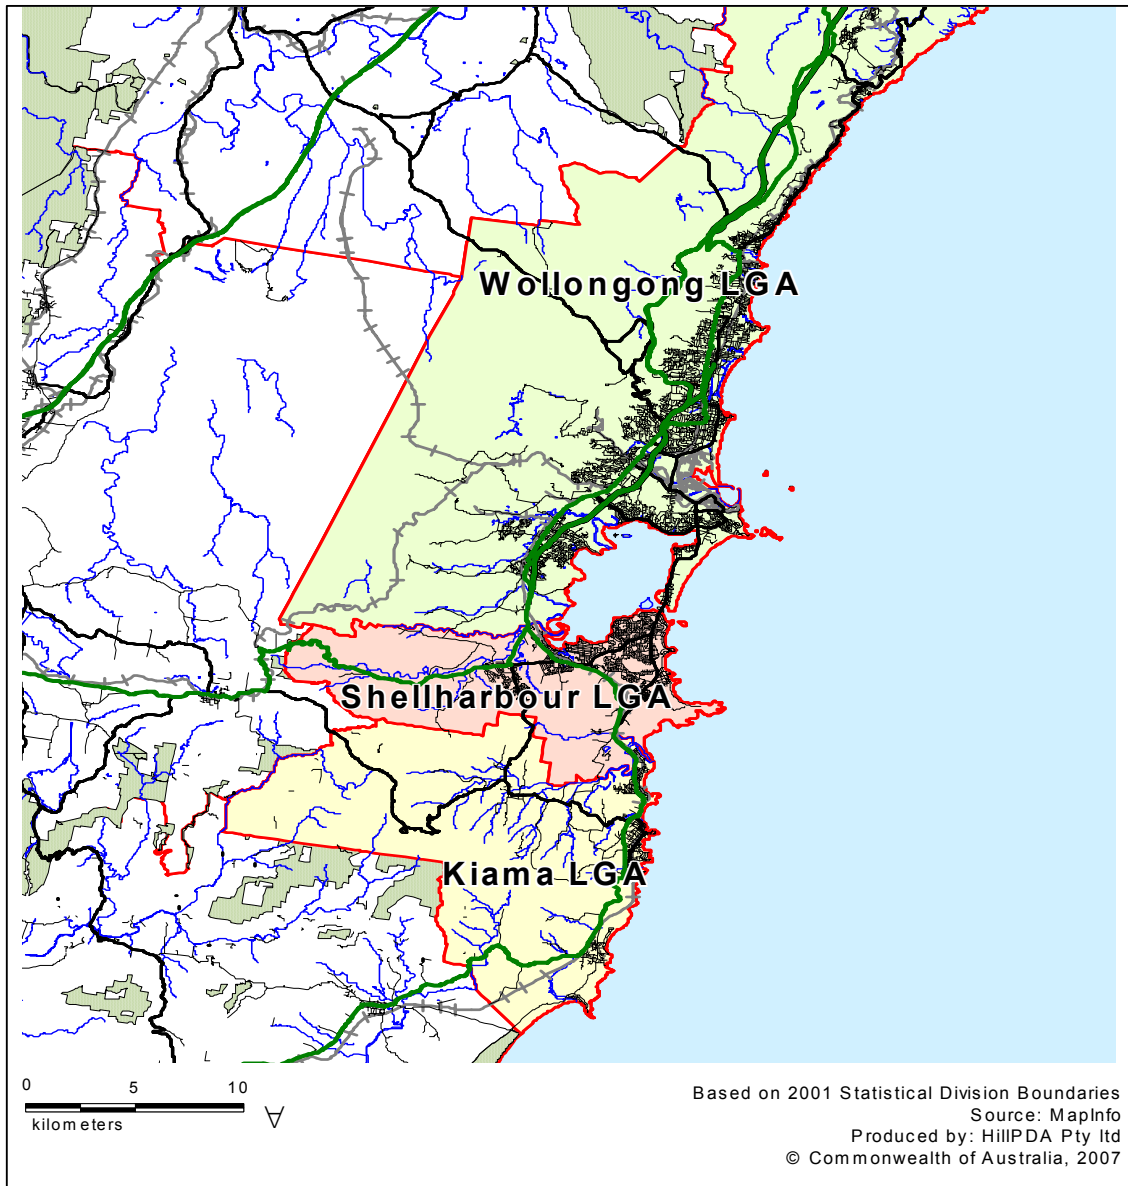 Wollongong LGA
Shellharbour LGA
Kiama LGA
0 5 10
kilometers
Based on 2001 Statistical Division Boundaries
Source: MapInfo
Produced by: HillPDA Pty ltd
© Commonwealth of Australia, 2007